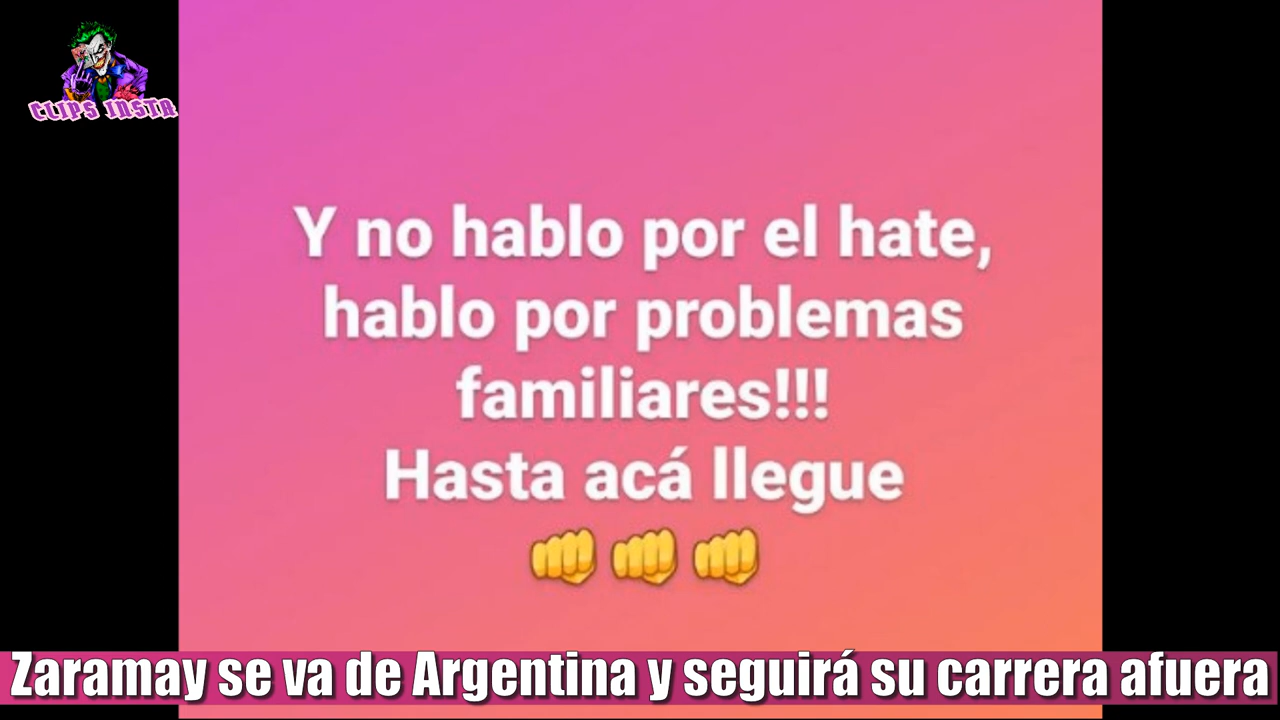 CLIPS INSTA
Y no hablo por el hate,
hablo por problemas
familiares!!!
Hasta acá llegue
👊👊👊
Zaramay se va de Argentina y seguirá su carrera afuera